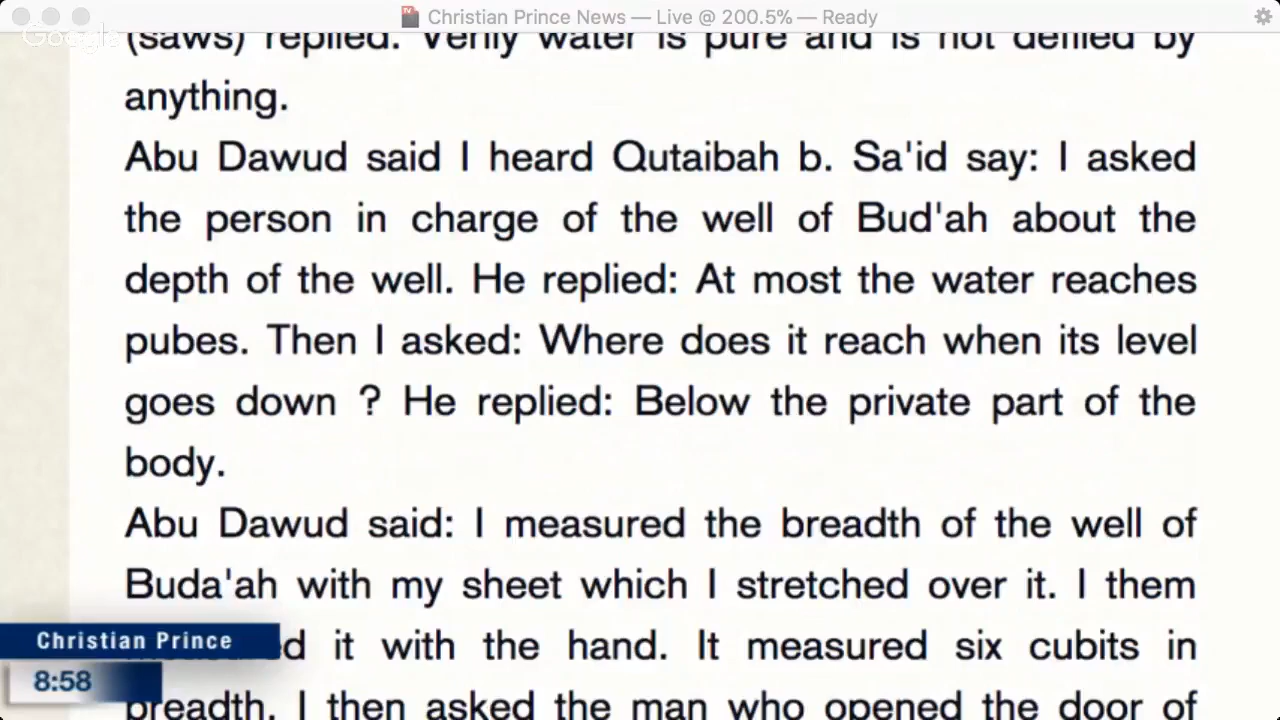 Christian Prince News — Live @ 200.5% — Ready
Google
(saws) replied. Verily water is pure and is not defiled by
anything.
Abu Dawud said I heard Qutaibah b. Sa'id say: I asked
the person in charge of the well of Bud'ah about the
depth of the well. He replied: At most the water reaches
pubes. Then I asked: Where does it reach when its level
goes down ? He replied: Below the private part of the
body.
Abu Dawud said: I measured the breadth of the well of
Buda'ah with my sheet which I stretched over it. I them
it with the hand. It measured six cubits in
breadth. I then asked the man who opened the door of
Christian Prince
8:58